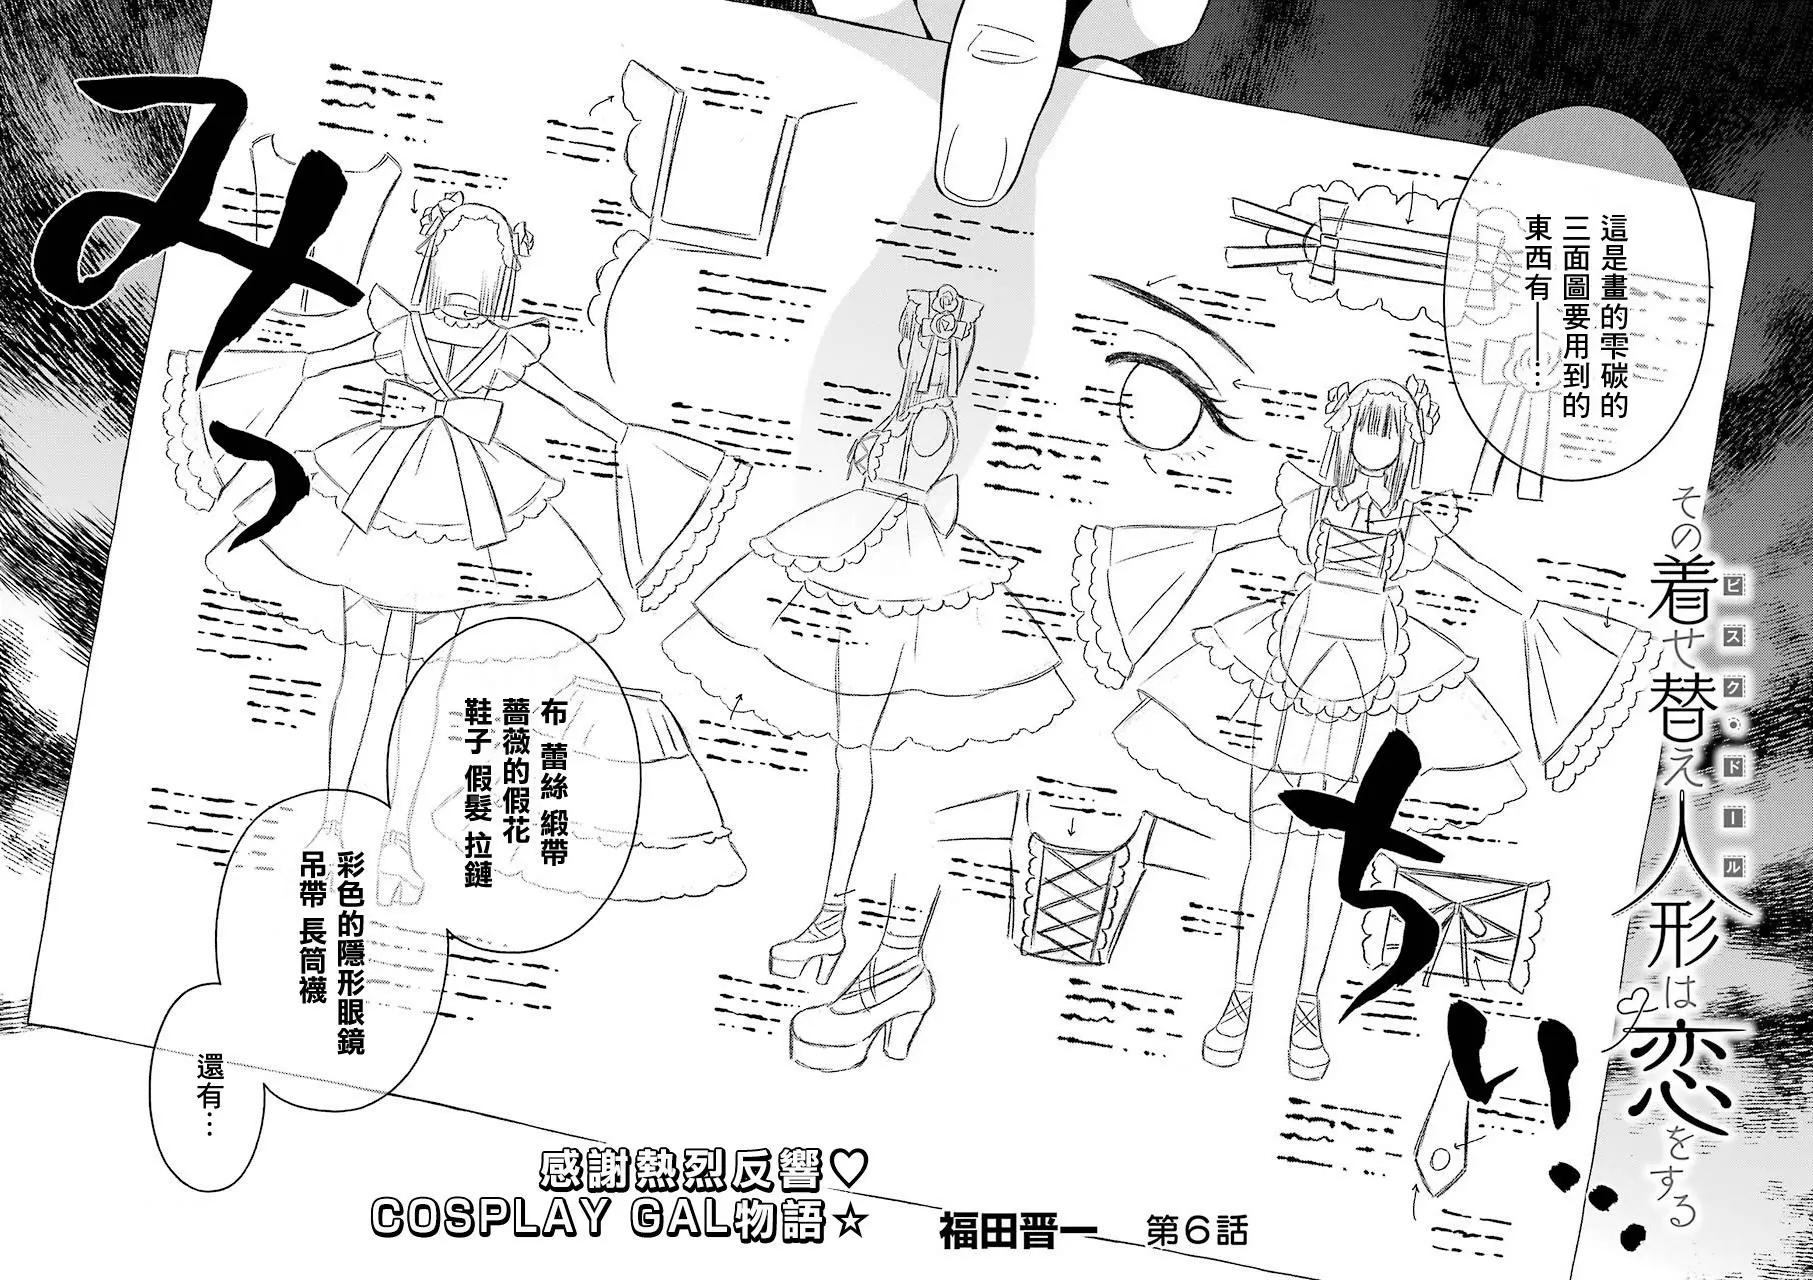 這是畫的雫碳的
三面圖要用到的
東西有——…
その着せ替え人形は恋をする
ビスク・ドール
みっちい…
布 蕾絲 緞帶
薔薇的假花
鞋子 假髮 拉鏈
彩色的隱形眼鏡
吊帶 長筒襪
還有…
感謝熱烈反響♡
COSPLAY GAL物語☆
福田晋一 第6話